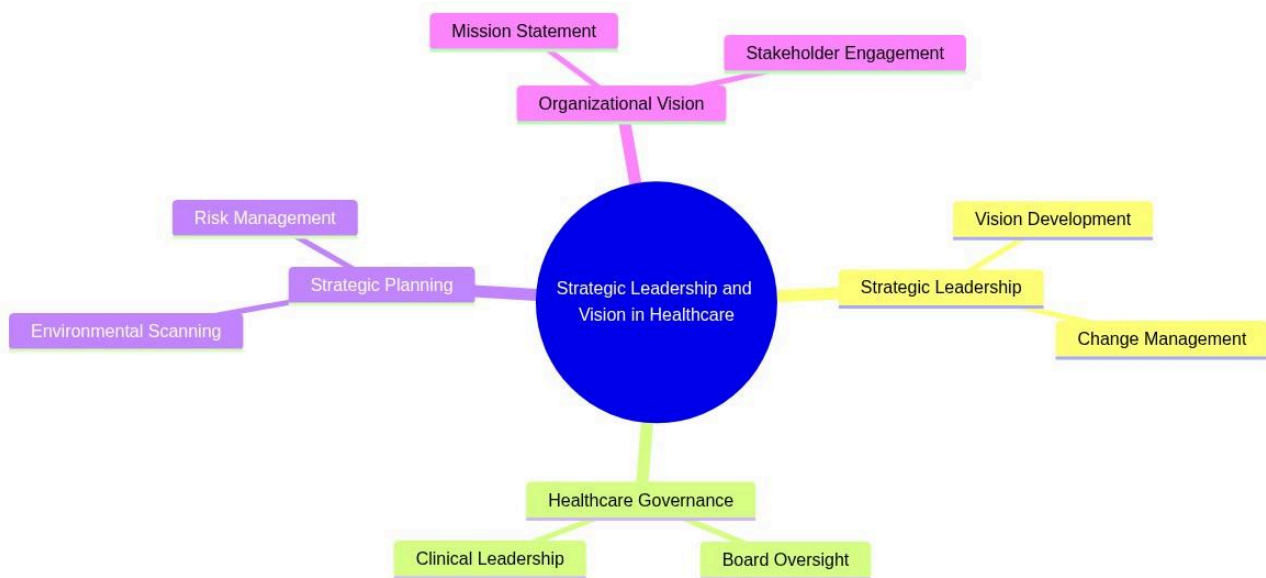 Mission Statement
Stakeholder Engagement
Organizational Vision
Risk Management
Vision Development
Strategic Planning
Strategic Leadership and
Vision in Healthcare
Strategic Leadership
Environmental Scanning
Change Management
Healthcare Governance
Clinical Leadership
Board Oversight